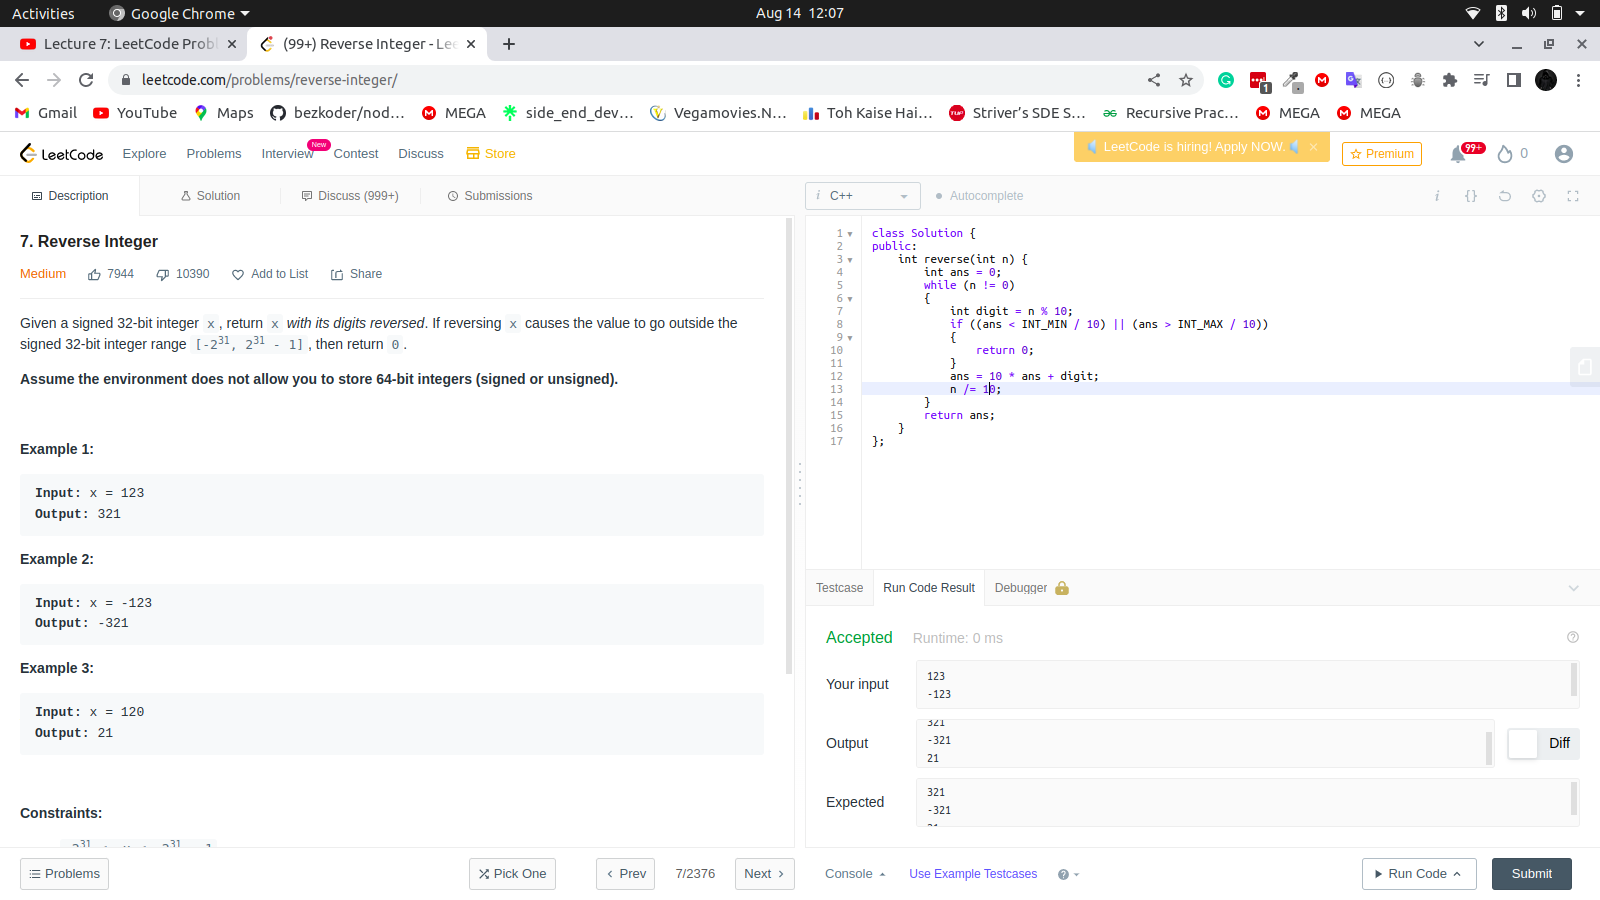 Activities
Google Chrome
Aug 14 12:07
Lecture 7: LeetCode Prob
(99+) Reverse Integer - Lee
leetcode.com/problems/reverse-integer/
Gmail
YouTube
Maps
bezkoder/nod...
MEGA
side_end_dev...
Vegamovies.N...
Toh Kaise Hai...
Striver's SDE S...
Recursive Prac...
MEGA
MEGA
LeetCode
Explore
Problems
Interview
New
Contest
Discuss
Store
LeetCode is hiring! Apply NOW.
Premium
99+
0
Description
Solution
Discuss (999+)
Submissions
i C++
Autocomplete
i {}
7. Reverse Integer
Medium
7944
10390
Add to List
Share
Given a signed 32-bit integer x, return x with its digits reversed. If reversing x causes the value to go outside the
signed 32-bit integer range [-2^31, 2^31 - 1], then return 0.
Assume the environment does not allow you to store 64-bit integers (signed or unsigned).
Example 1:
Input: x = 123
Output: 321
Example 2:
Input: x = -123
Output: -321
Example 3:
Input: x = 120
Output: 21
Constraints:
1 class Solution {
2 public:
3     int reverse(int n) {
4         int ans = 0;
5         while (n != 0)
6         {
7             int digit = n % 10;
8             if ((ans < INT_MIN / 10) || (ans > INT_MAX / 10))
9             {
10                 return 0;
11             }
12             ans = 10 * ans + digit;
13             n /= 10;
14         }
15         return ans;
16     }
17 };
Testcase
Run Code Result
Debugger
Accepted
Runtime: 0 ms
Your input
123
-123
Output
321
-321
21
Diff
Expected
321
-321
Problems
Pick One
Prev
7/2376
Next
Console
Use Example Testcases
Run Code
Submit